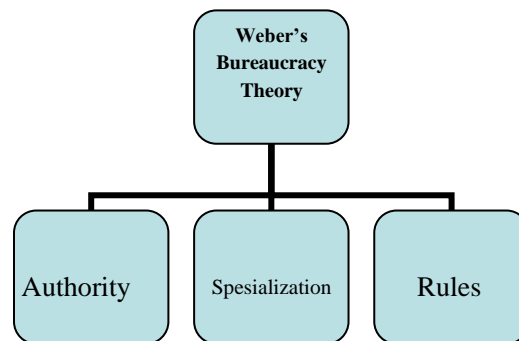 Weber’s
Bureaucracy
Theory
Authority
Spesialization
Rules